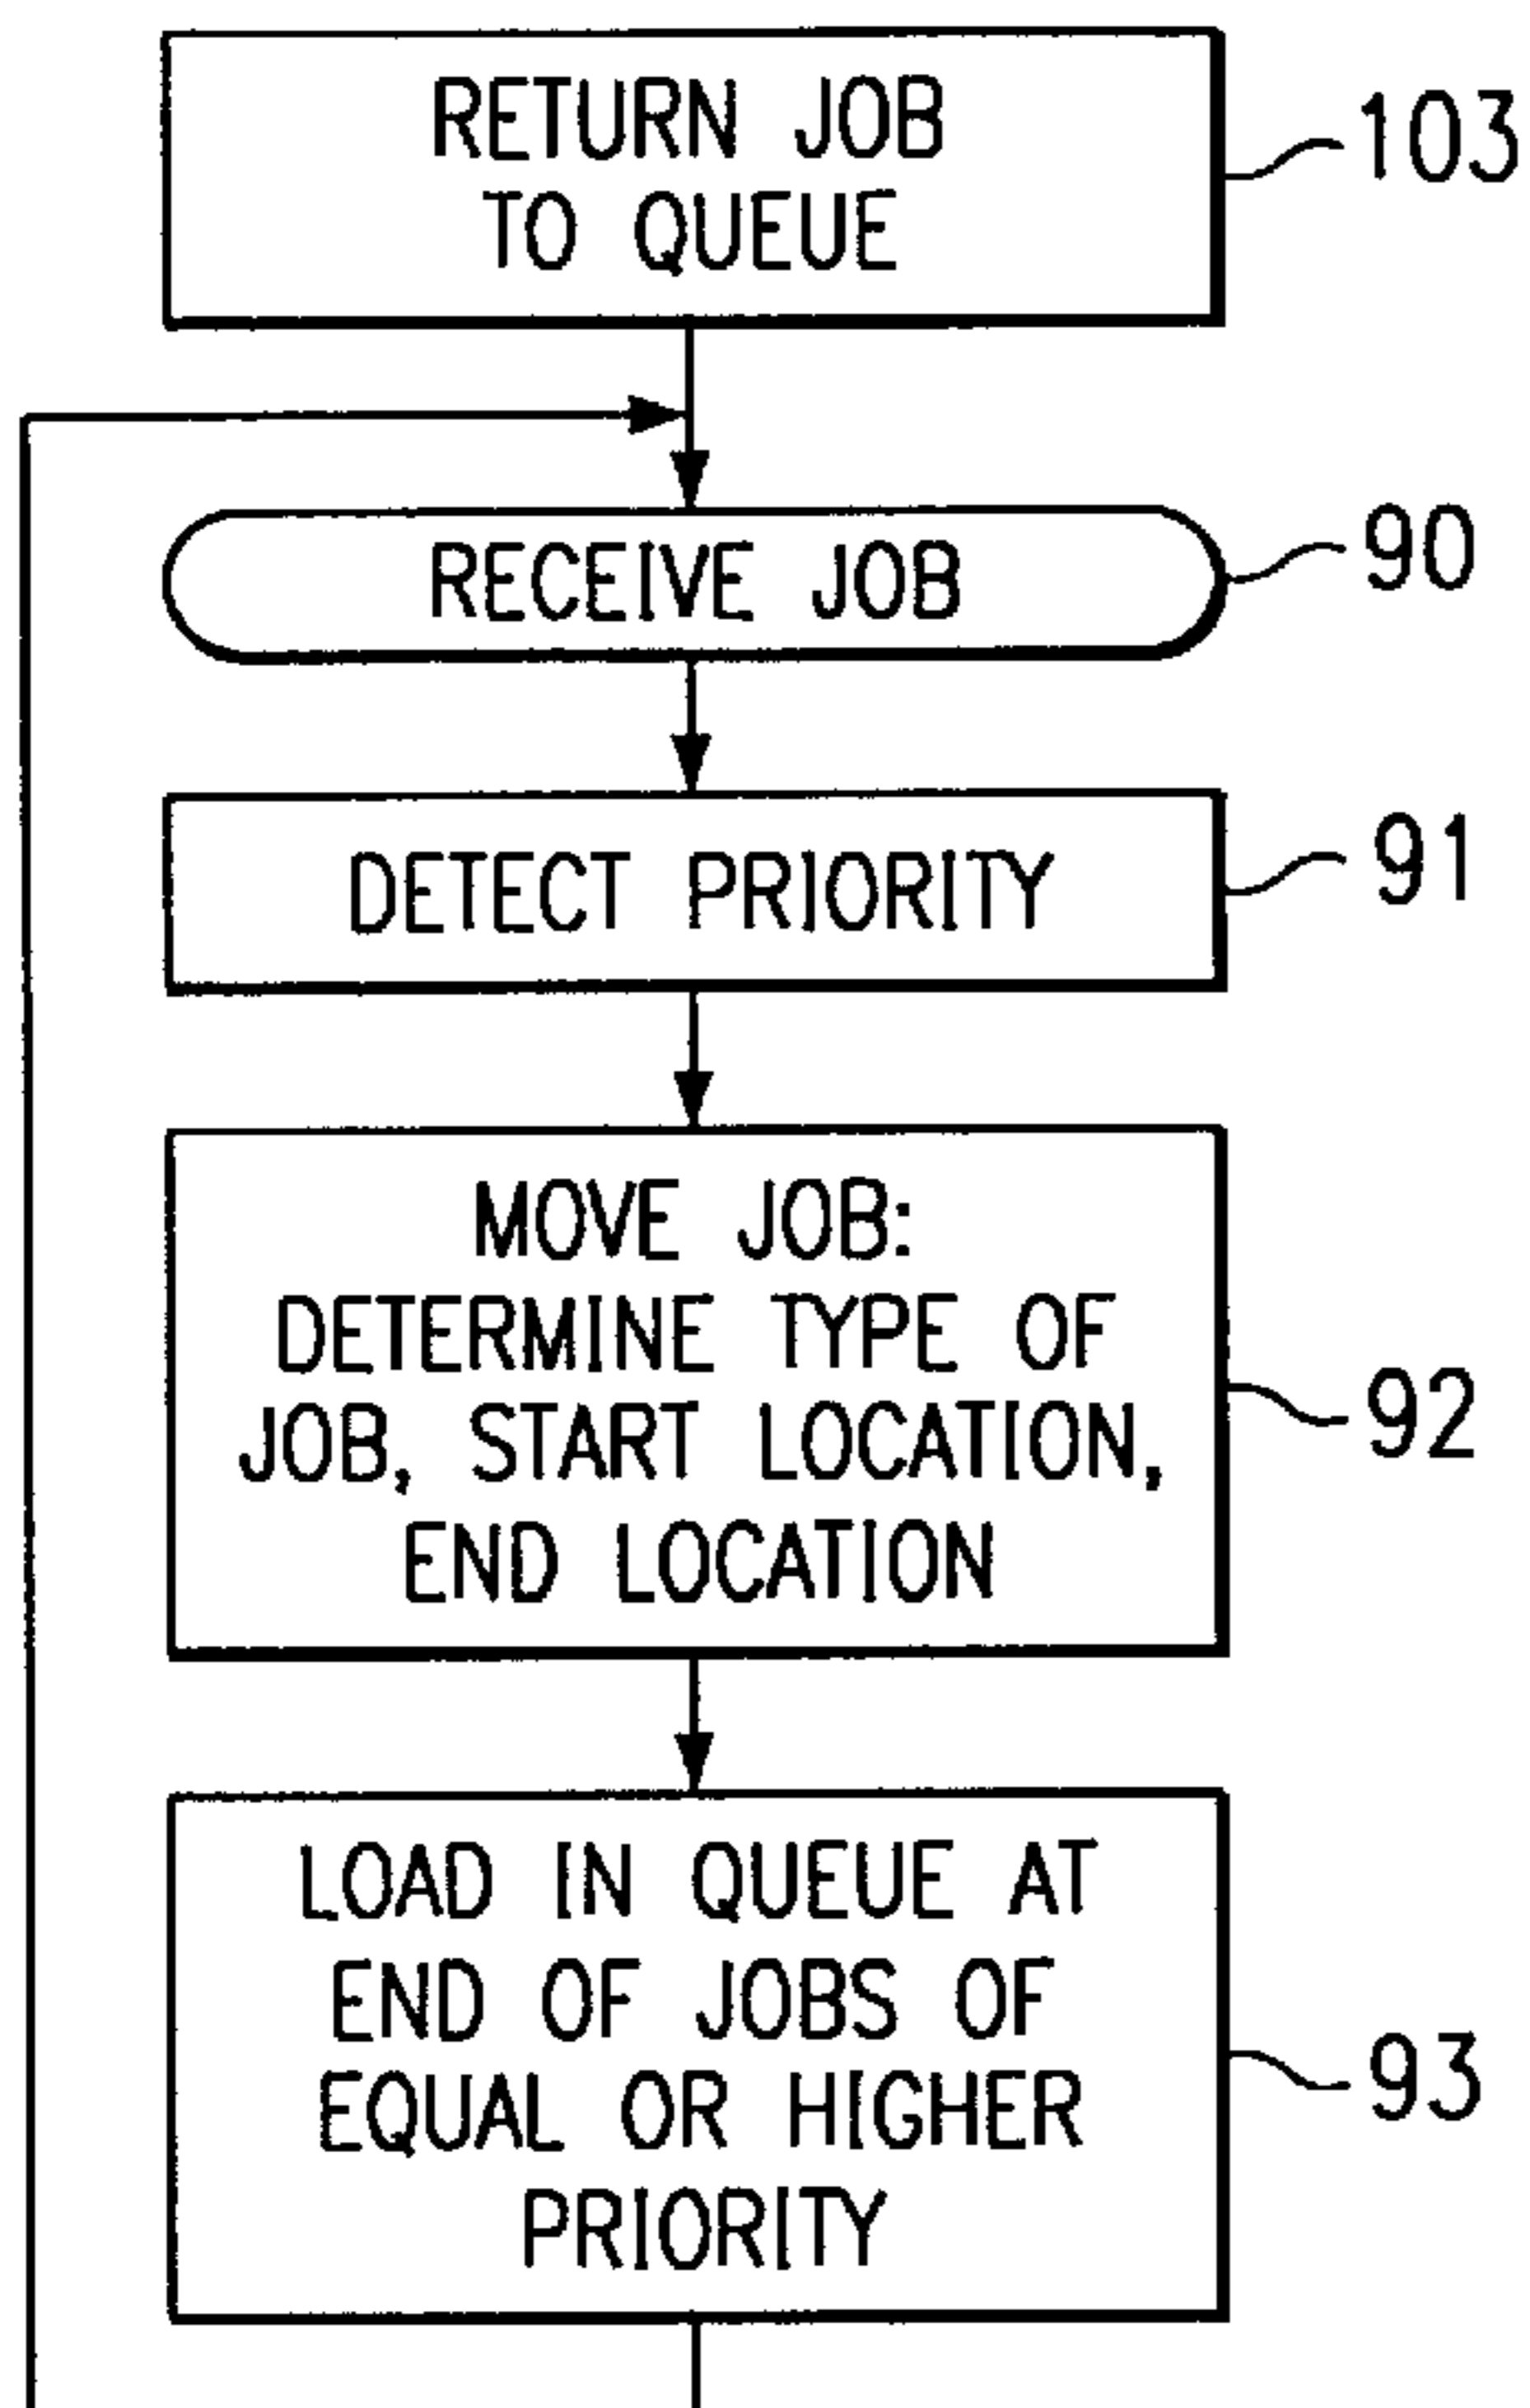 RETURN JOB
TO QUEUE
103
RECEIVE JOB
90
DETECT PRIORITY
91
MOVE JOB:
DETERMINE TYPE OF
JOB, START LOCATION,
END LOCATION
92
LOAD IN QUEUE AT
END OF JOBS OF
EQUAL OR HIGHER
PRIORITY
93